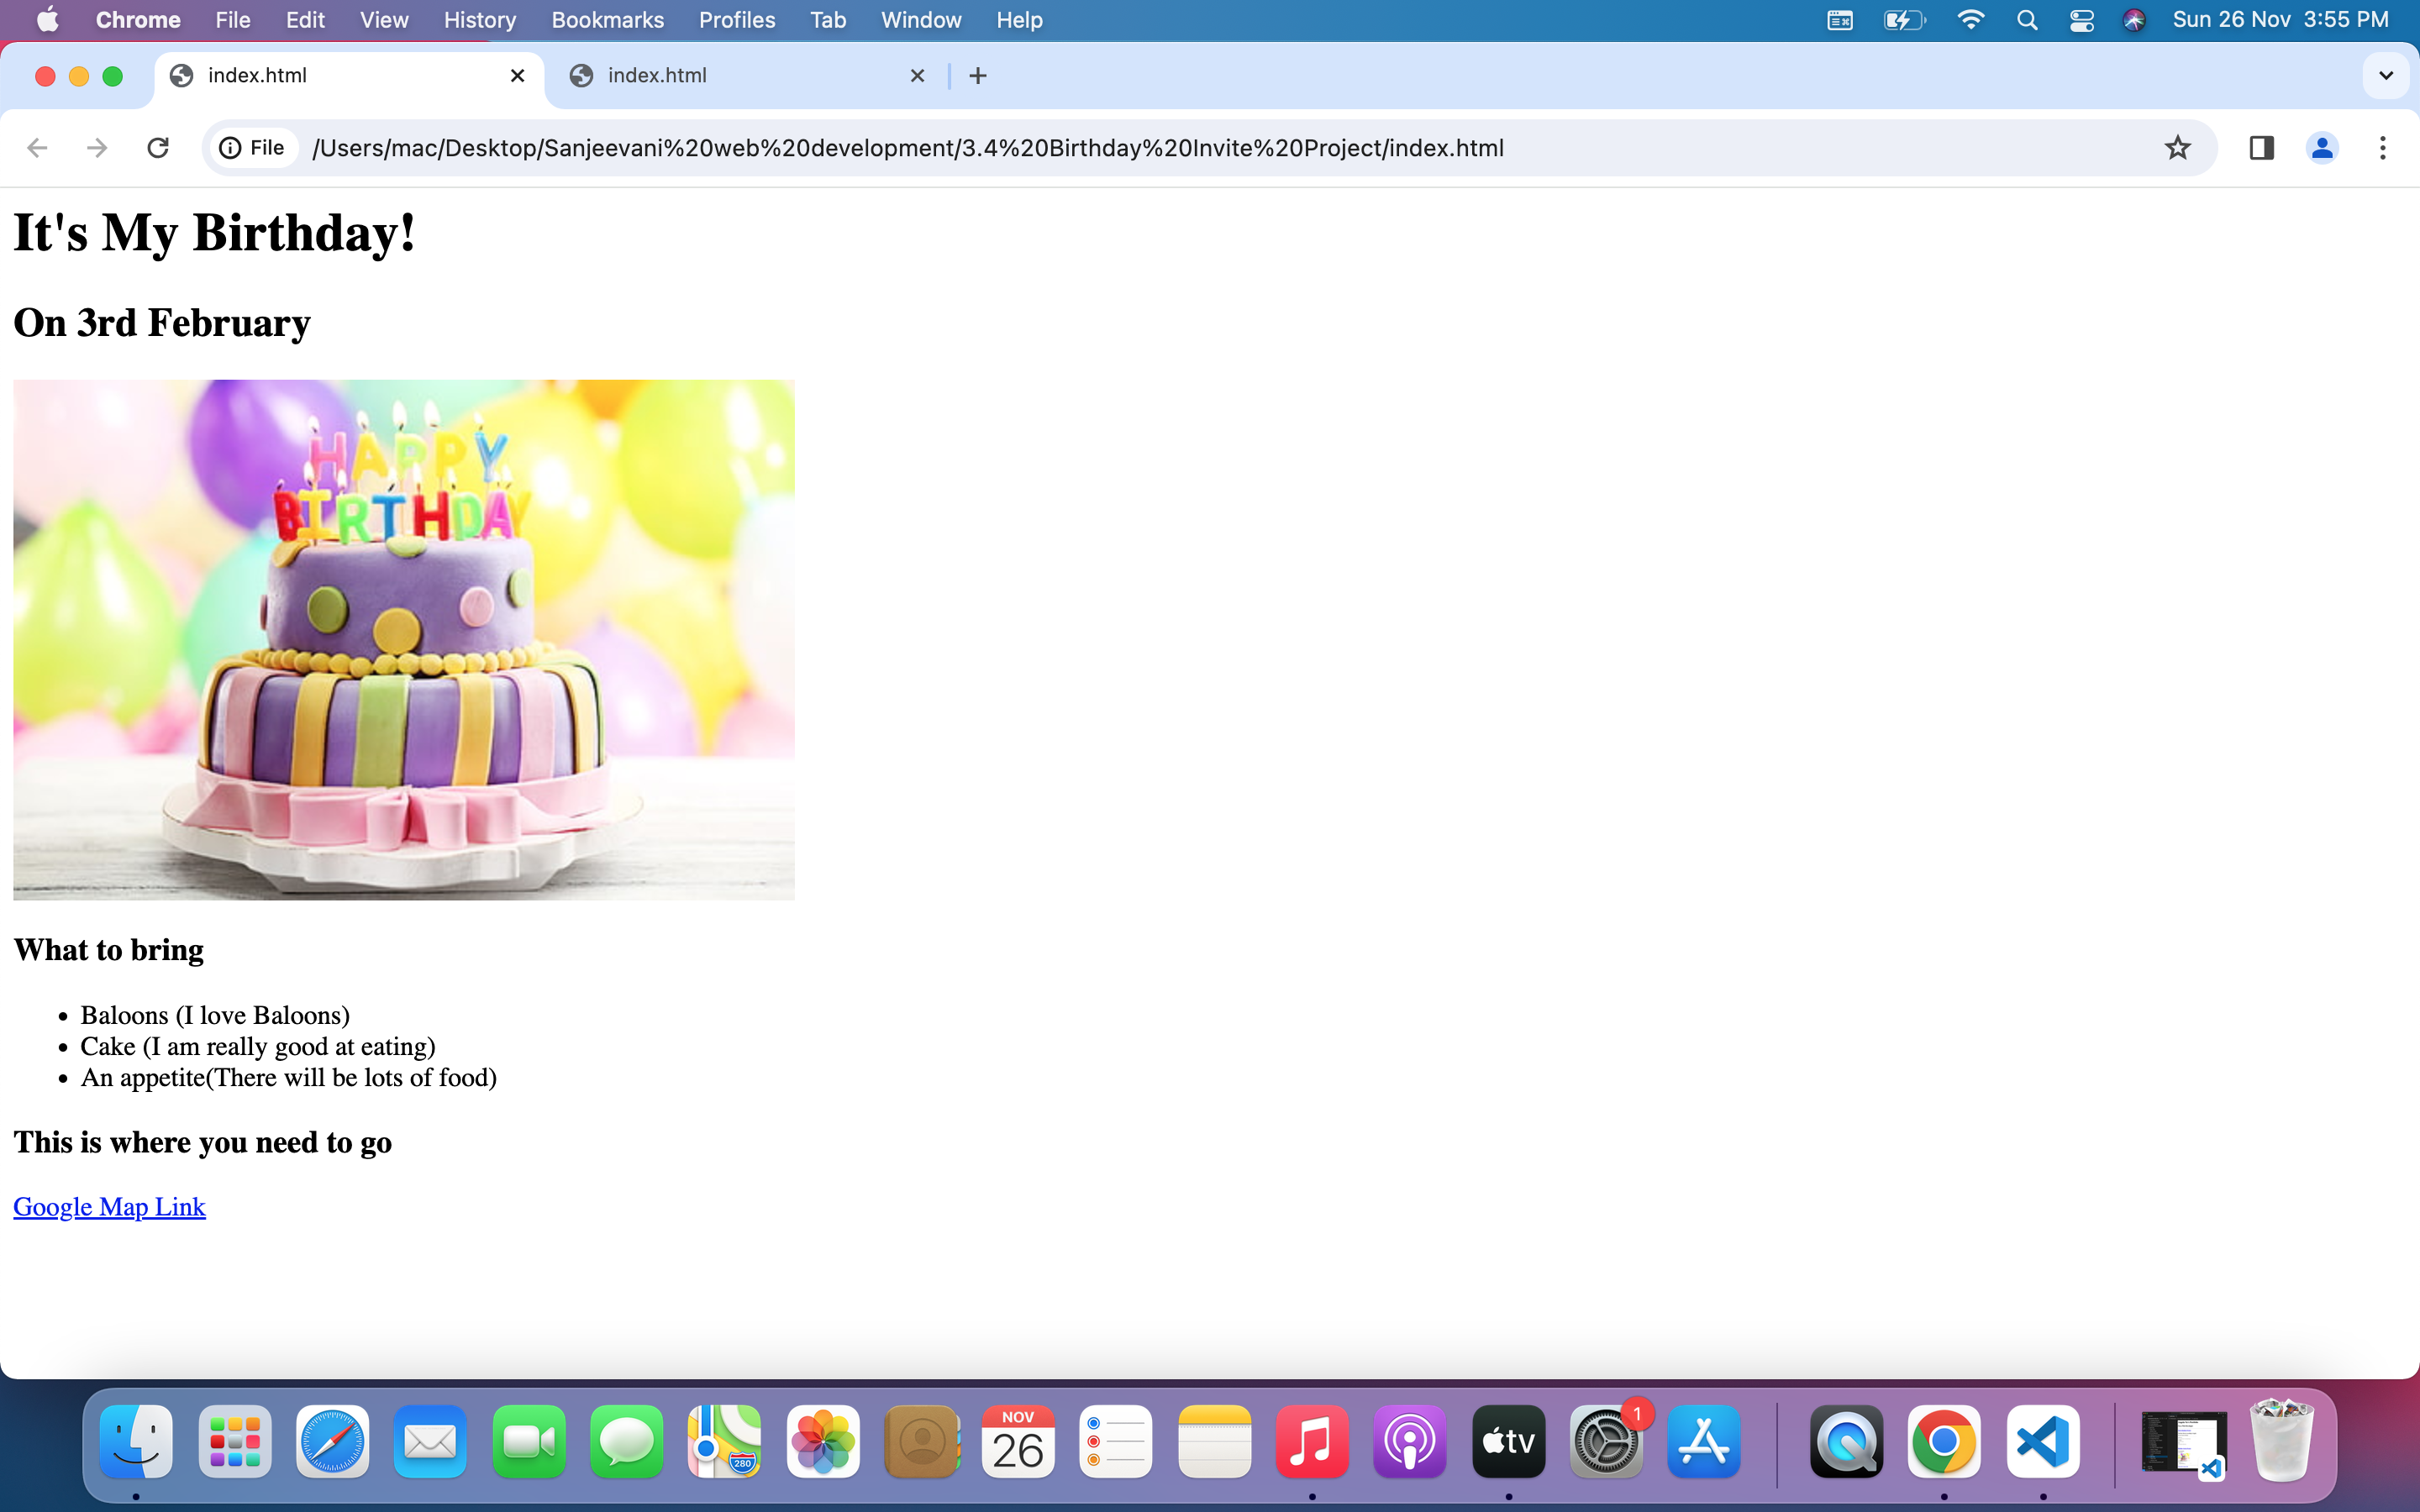 Chrome File Edit View History Bookmarks Profiles Tab Window Help Sun 26 Nov 3:55 PM
index.html index.html
File /Users/mac/Desktop/Sanjeevani%20web%20development/3.4%20Birthday%20Invite%20Project/index.html
It's My Birthday!
On 3rd February
HAPPY
BIRTHDAY
What to bring
Baloons (I love Baloons)
Cake (I am really good at eating)
An appetite(There will be lots of food)
This is where you need to go
Google Map Link
NOV
26
280
tv
1